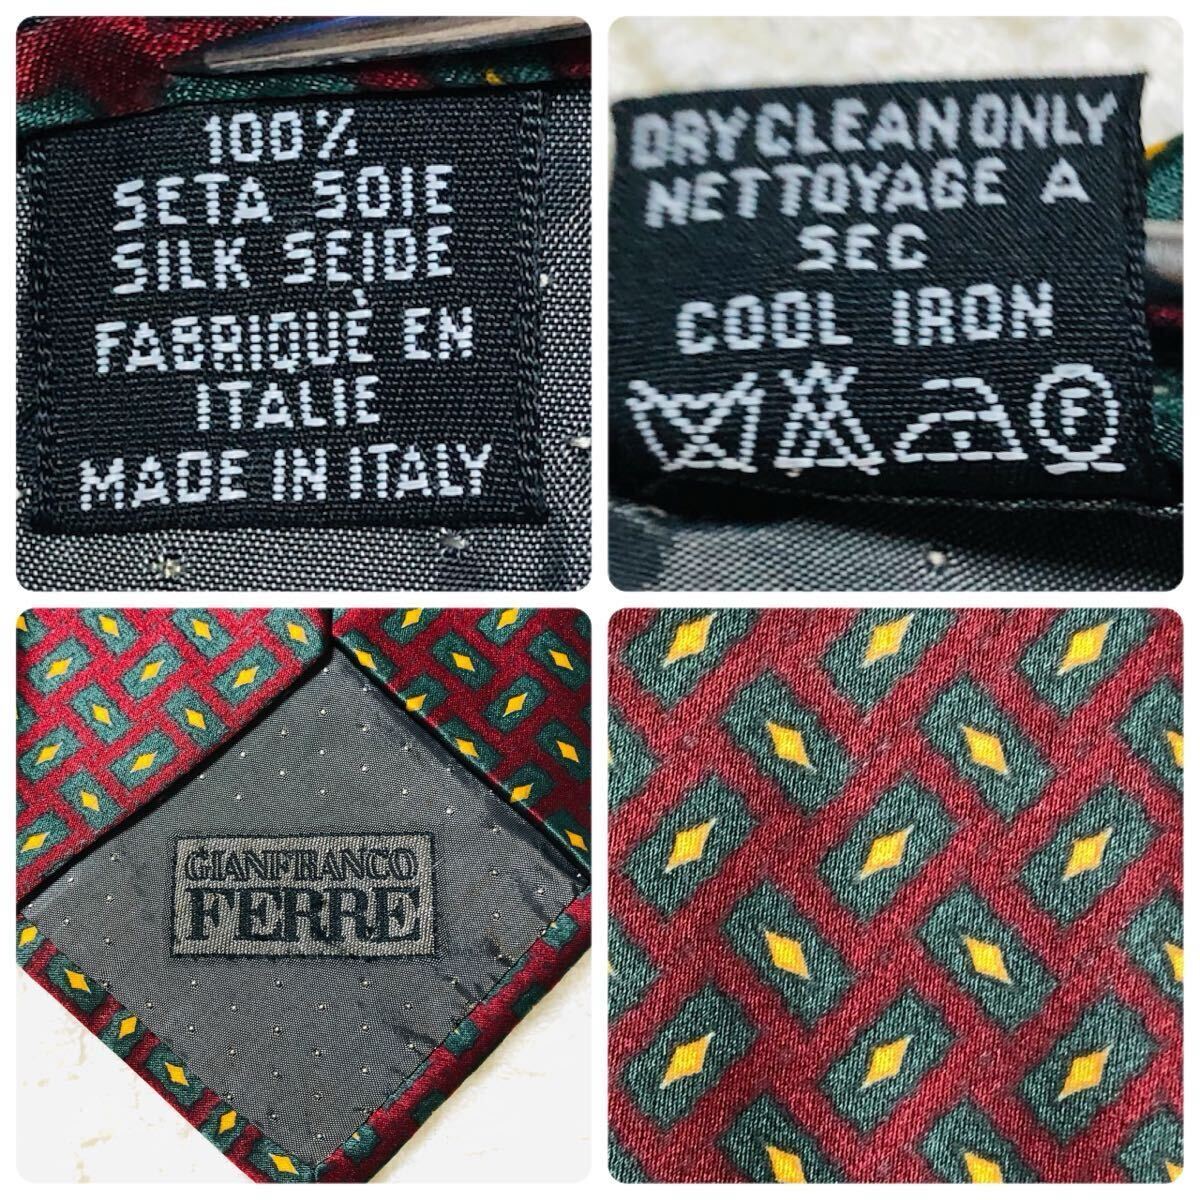 100%
SETA SOIE
SILK SEIDE
FABRIQUÈ EN
ITALIE
MADE IN ITALY
DRY CLEAN ONLY
NETTOYAGE A
SEC
COOL IRON
F
GIANFRANCO
FERRE